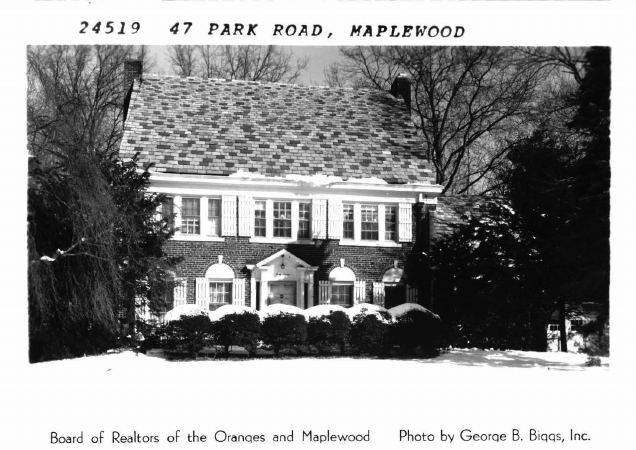 24519 47 PARK ROAD, MAPLEWOOD
Board of Realtors of the Oranges and Maplewood Photo by George B. Biggs, Inc.